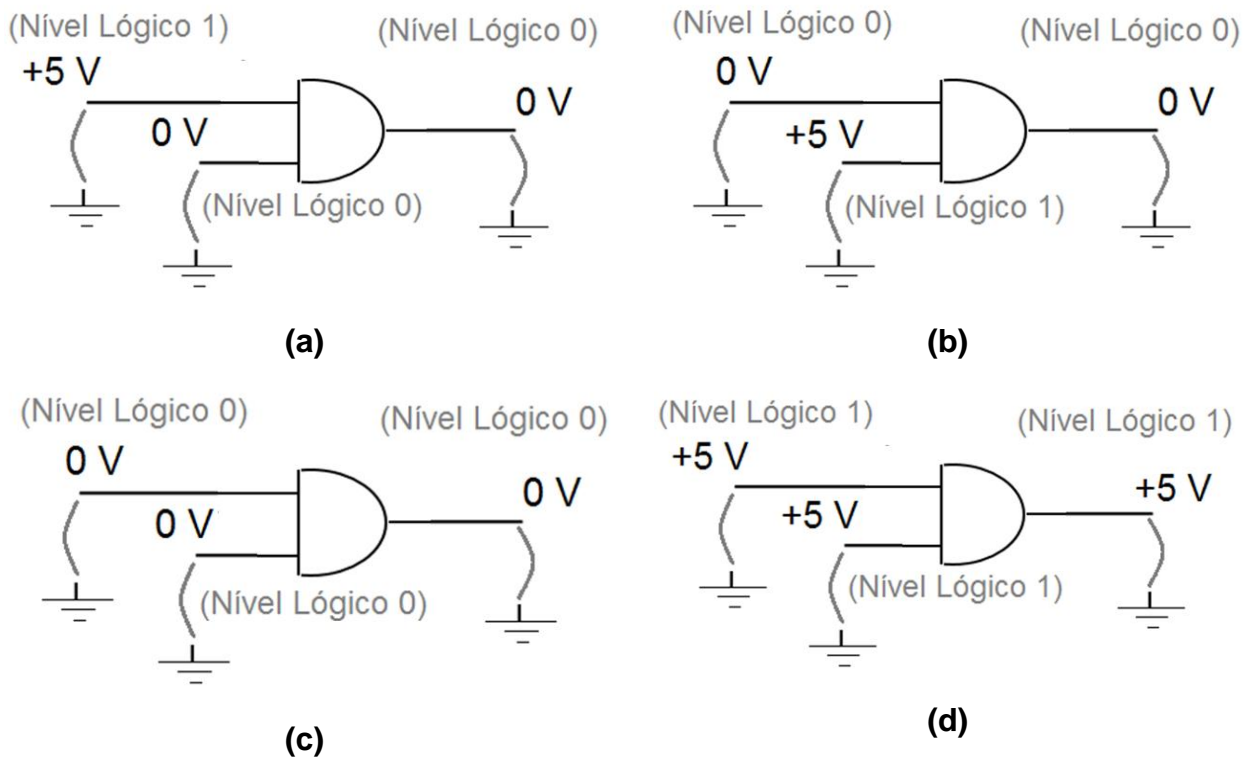 (Nível Lógico 1)
+5 V
0 V
(Nível Lógico 0)
(Nível Lógico 0)
0 V
(a)
(Nível Lógico 0)
0 V
+5 V
(Nível Lógico 1)
(Nível Lógico 0)
0 V
(b)
(Nível Lógico 0)
0 V
0 V
(Nível Lógico 0)
(Nível Lógico 0)
0 V
(c)
(Nível Lógico 1)
+5 V
+5 V
(Nível Lógico 1)
(Nível Lógico 1)
+5 V
(d)